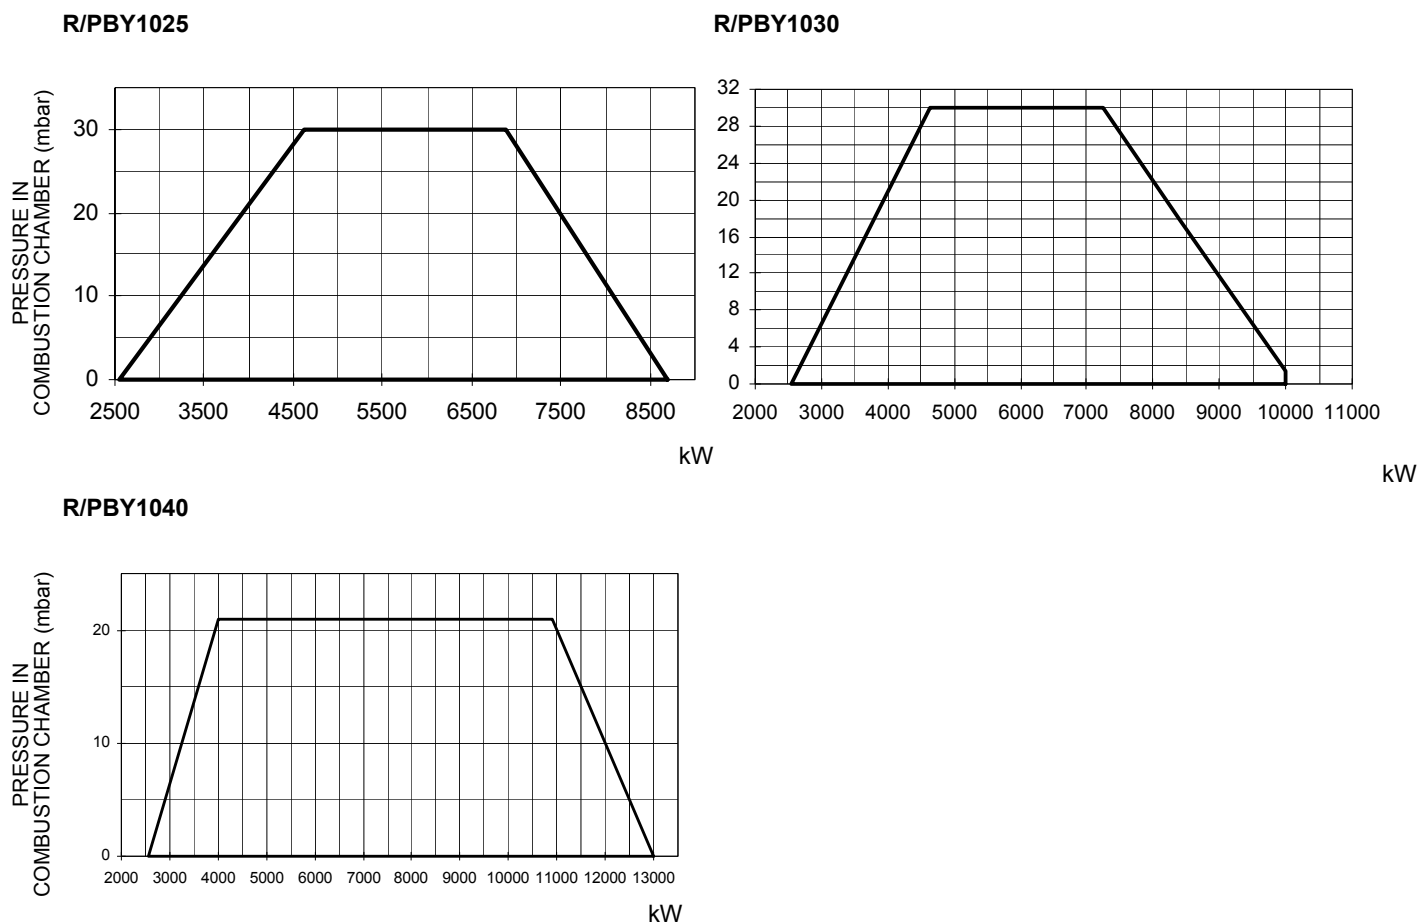 R/PBY1025
PRESSURE IN
COMBUSTION CHAMBER (mbar)
30
20
10
0
2500 3500 4500 5500 6500 7500 8500
kW
R/PBY1030
32
28
24
20
16
12
8
4
0
2000 3000 4000 5000 6000 7000 8000 9000 10000 11000
kW
R/PBY1040
PRESSURE IN
COMBUSTION CHAMBER (mbar)
20
10
0
2000 3000 4000 5000 6000 7000 8000 9000 10000 11000 12000 13000
kW